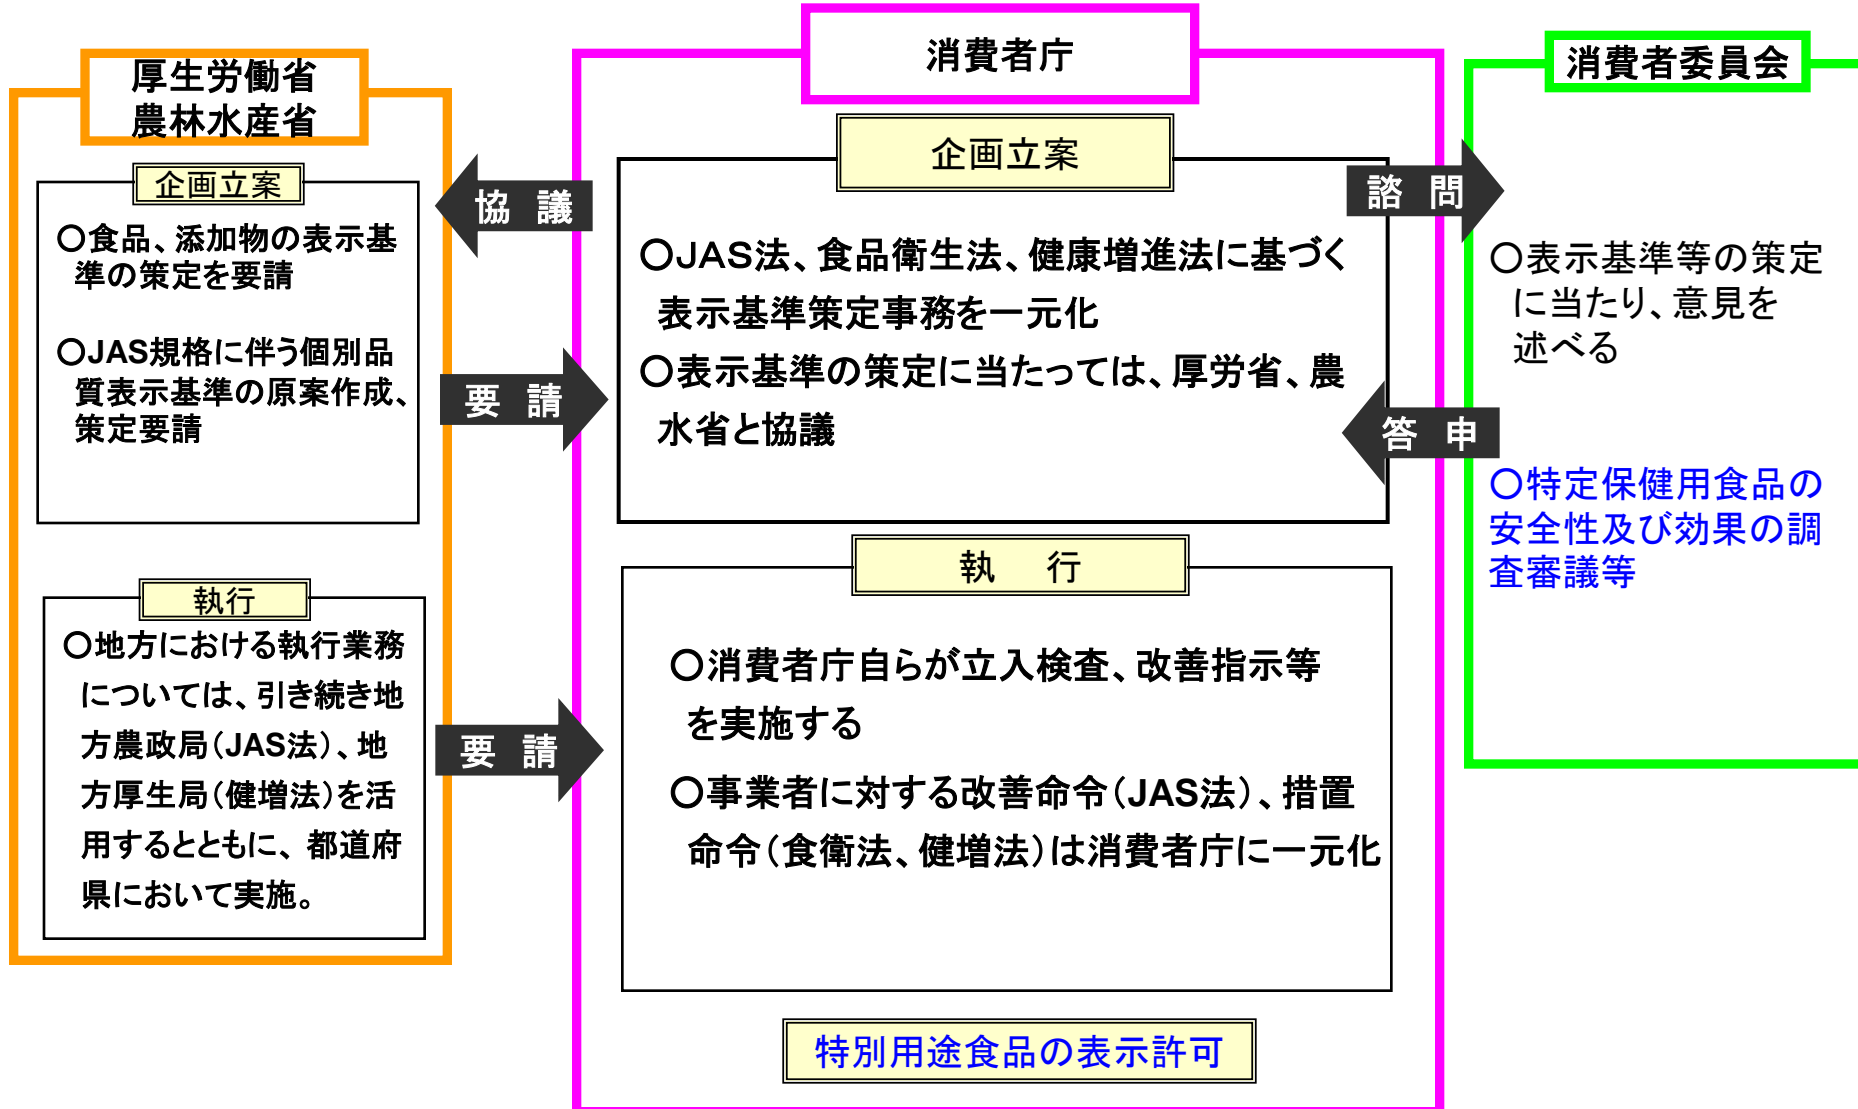 厚生労働省
農林水産省
企画立案
○食品、添加物の表示基
準の策定を要請
○JAS規格に伴う個別品
質表示基準の原案作成、
策定要請
執行
○地方における執行業務
については、引き続き地
方農政局（JAS法）、地
方厚生局（健増法）を活
用するとともに、都道府
県において実施。
協　議
要　請
要　請
消費者庁
企画立案
○JAS法、食品衛生法、健康増進法に基づく
表示基準策定事務を一元化
○表示基準の策定に当たっては、厚労省、農
水省と協議
執　行
○消費者庁自らが立入検査、改善指示等
を実施する
○事業者に対する改善命令（JAS法）、措置
命令（食衛法、健増法）は消費者庁に一元化
特別用途食品の表示許可
諮　問
答　申
消費者委員会
○表示基準等の策定
に当たり、意見を
述べる
○特定保健用食品の
安全性及び効果の調
査審議等